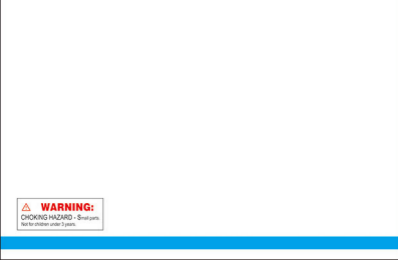 WARNING:
CHOKING HAZARD - Small parts
Not for children under 3 years